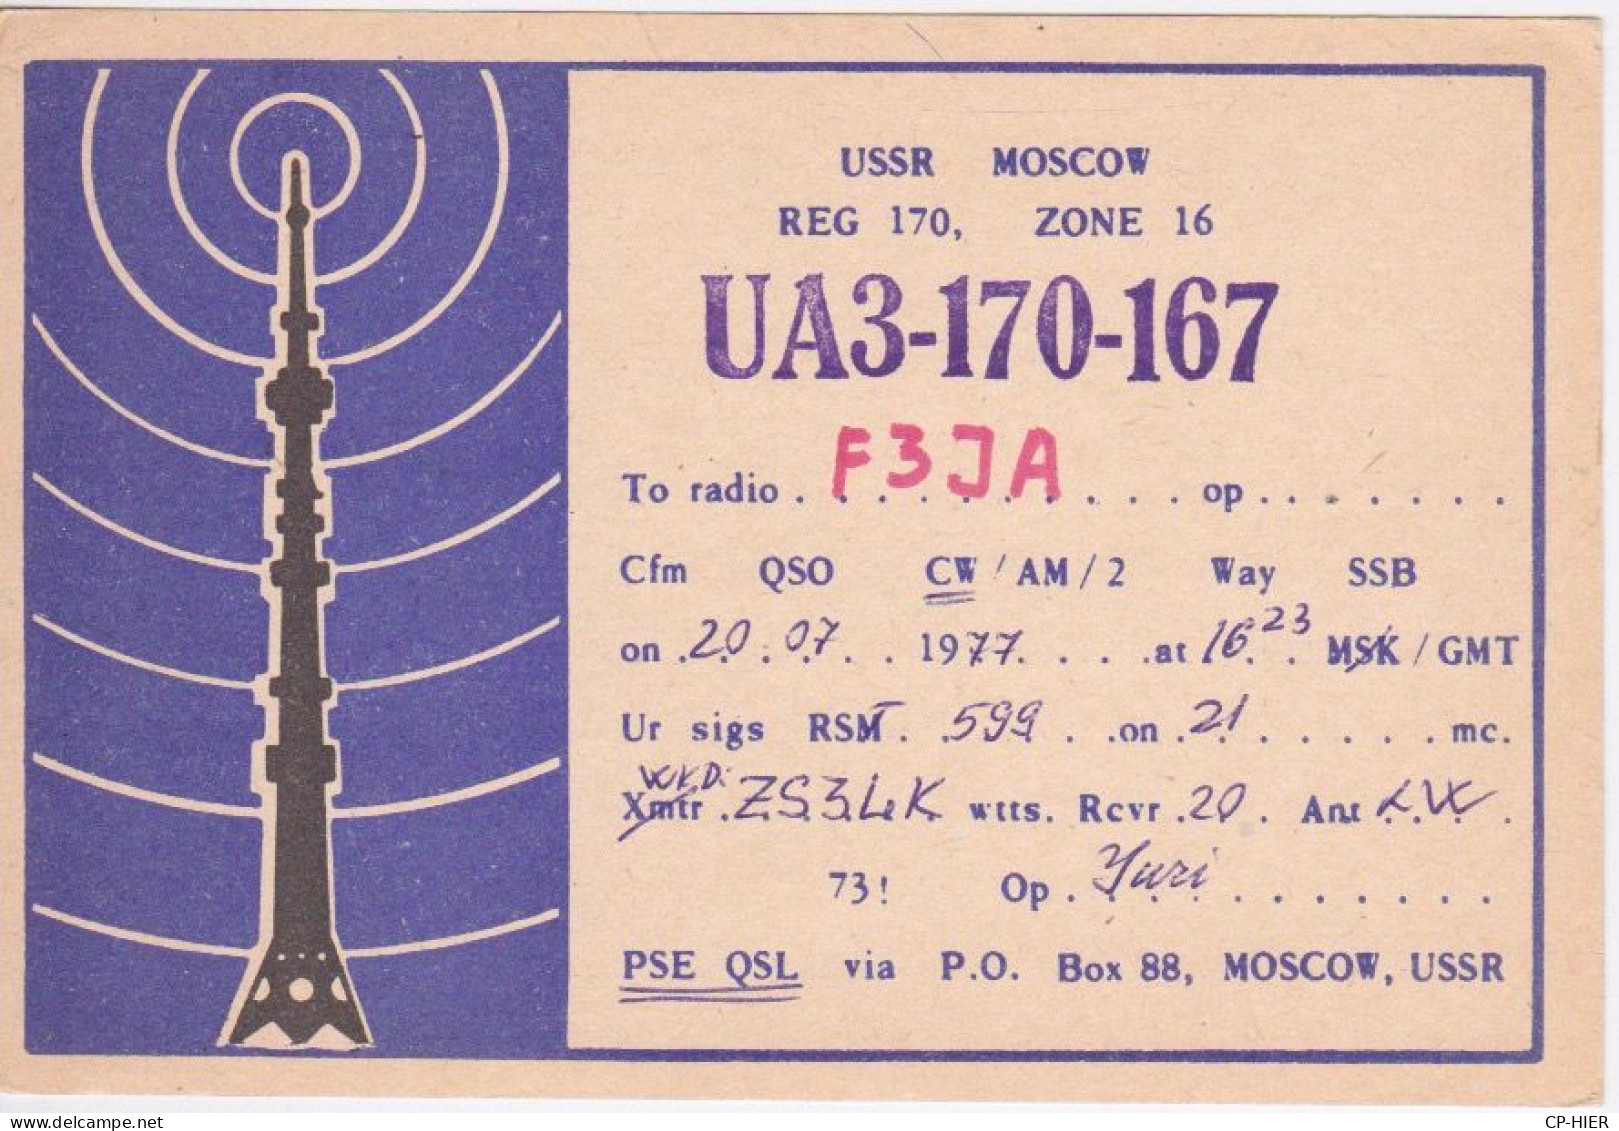 USSR MOSCOW
REG 170, ZONE 16
UA3-170-167
To radio . F3JA . . . op . . . . . . .
Cfm QSO CW / AM / 2 Way SSB
on 20.07. . 1977. . . . at 16 23 MSK / GMT
Ur sigs RSMT . 599 . . on . 21 . . . . . . mc.
WKD:
Xmtr . ZS3LK wtts. Rcvr . 20 . Ant LW .
73! Op . Yuri . . . . . . . .
PSE QSL via P.O. Box 88, MOSCOW, USSR
www.delcampe.net
CP-HIER